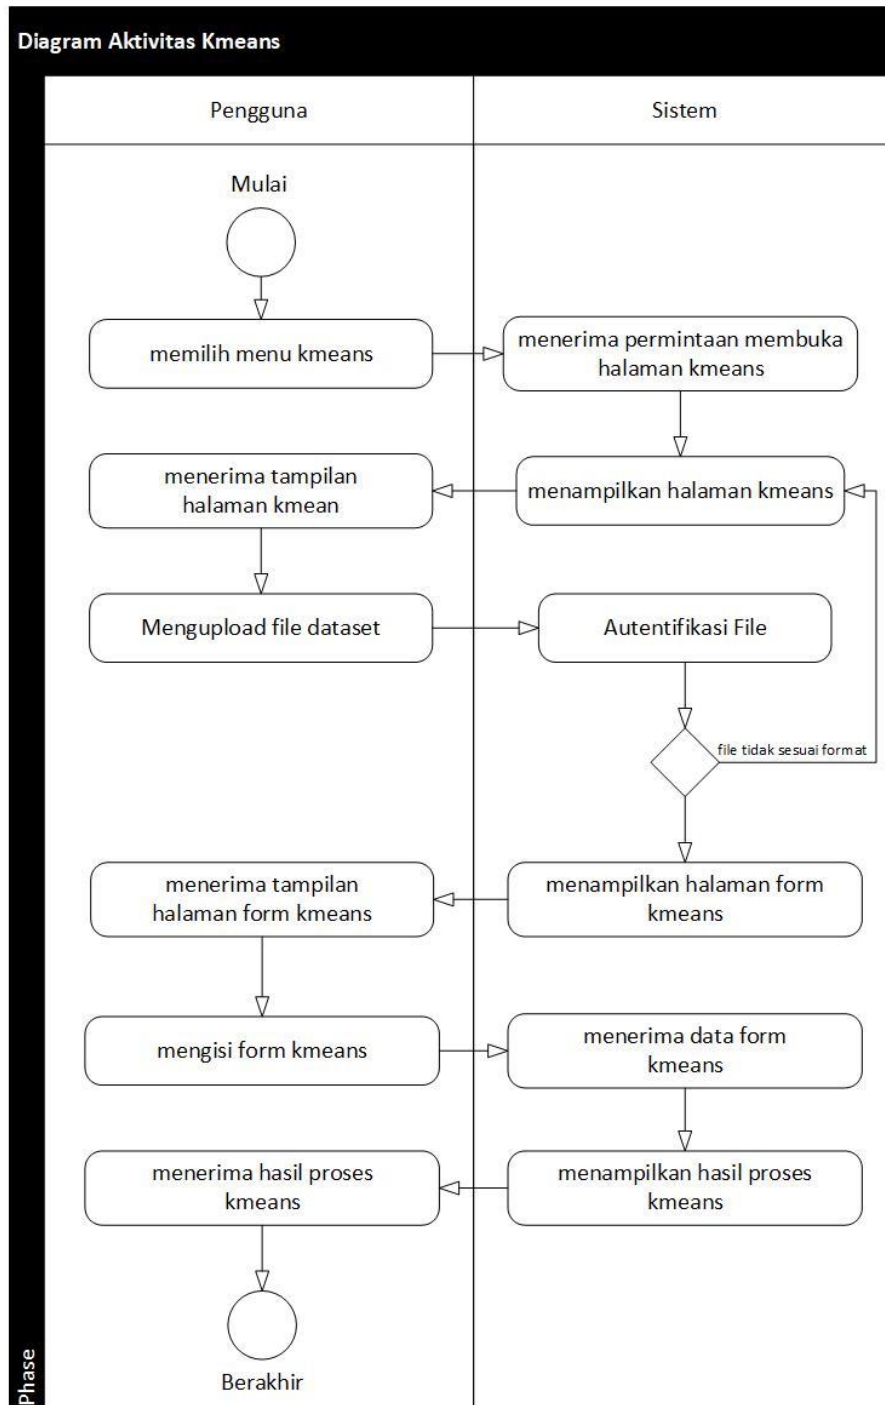 Diagram Aktivitas Kmeans
Pengguna
Sistem
Mulai
memilih menu kmeans
menerima permintaan membuka
halaman kmeans
menerima tampilan
halaman kmean
menampilkan halaman kmeans
Mengupload file dataset
Autentifikasi File
file tidak sesuai format
menerima tampilan
halaman form kmeans
menampilkan halaman form
kmeans
mengisi form kmeans
menerima data form
kmeans
menerima hasil proses
kmeans
menampilkan hasil proses
kmeans
Berakhir
Phase